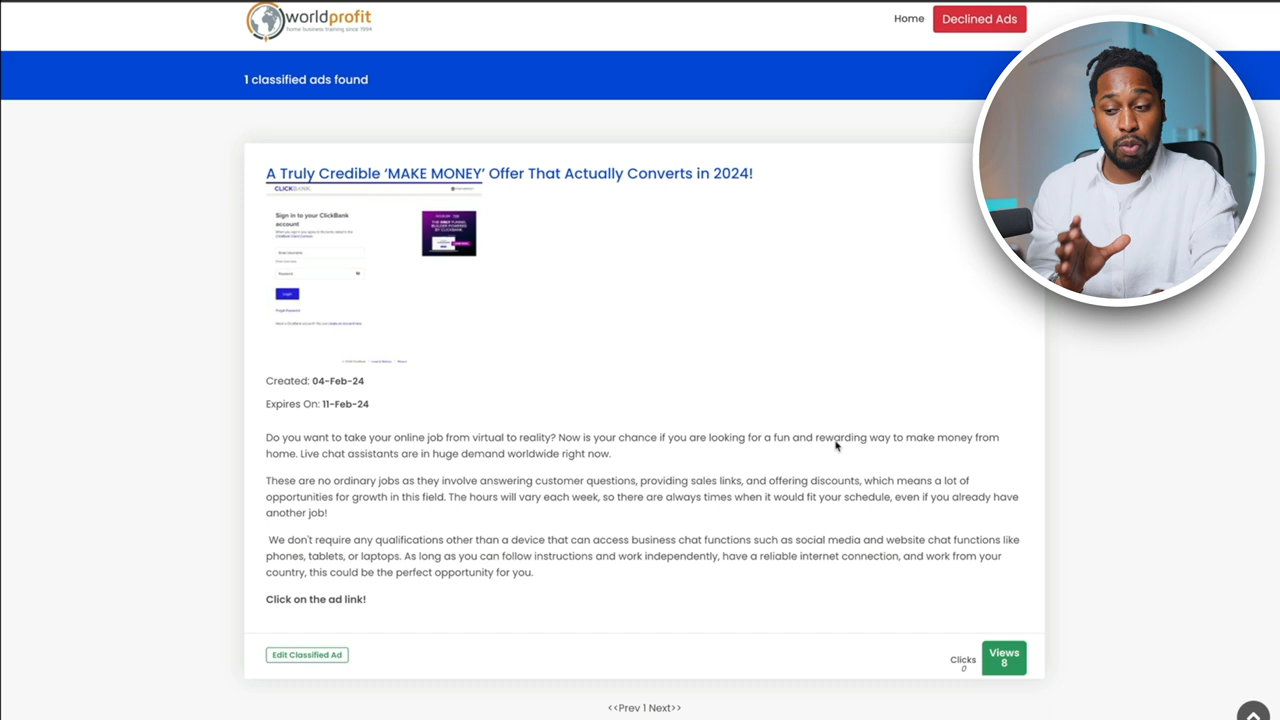 worldprofit
home business training since 1994
Home
Declined Ads
1 classified ads found
A Truly Credible ‘MAKE MONEY’ Offer That Actually Converts in 2024!
CLICKBANK
Sign in to your ClickBank
account
Login
Created: 04-Feb-24
Expires On: 11-Feb-24
Do you want to take your online job from virtual to reality? Now is your chance if you are looking for a fun and rewarding way to make money from
home. Live chat assistants are in huge demand worldwide right now.
These are no ordinary jobs as they involve answering customer questions, providing sales links, and offering discounts, which means a lot of
opportunities for growth in this field. The hours will vary each week, so there are always times when it would fit your schedule, even if you already have
another job!
We don't require any qualifications other than a device that can access business chat functions such as social media and website chat functions like
phones, tablets, or laptops. As long as you can follow instructions and work independently, have a reliable internet connection, and work from your
country, this could be the perfect opportunity for you.
Click on the ad link!
Edit Classified Ad
Clicks
0
Views
8
<<Prev 1 Next>>